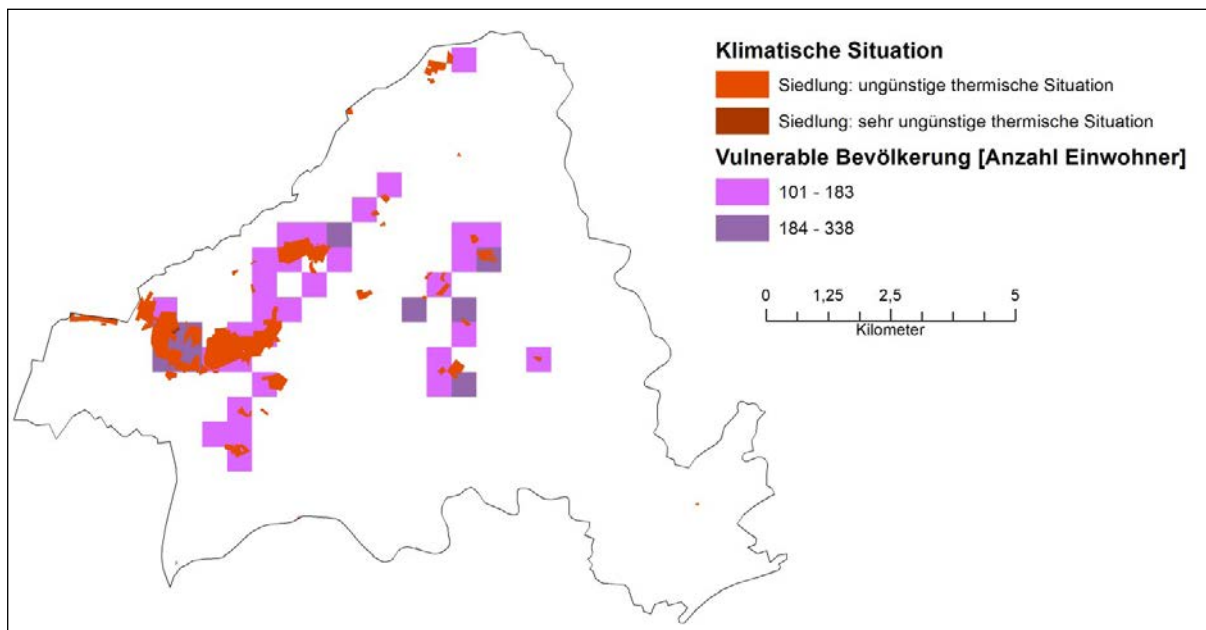 Klimatische Situation
Siedlung: ungünstige thermische Situation
Siedlung: sehr ungünstige thermische Situation
Vulnerable Bevölkerung [Anzahl Einwohner]
101 - 183
184 - 338
0 1,25 2,5 5
Kilometer